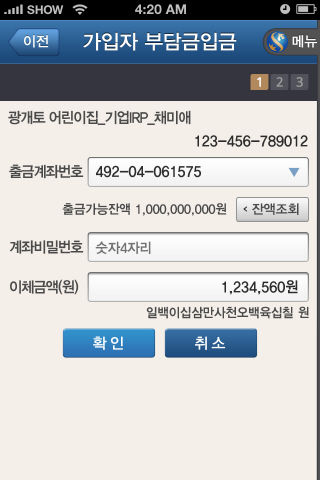 SHOW 4:20 AM
이전 가입자 부담금입금 메뉴
1 2 3
광개토 어린이집_기업IRP_채미애
123-456-789012
출금계좌번호 492-04-061575
출금가능잔액 1,000,000,000원 < 잔액조회
계좌비밀번호 숫자4자리
이체금액(원) 1,234,560원
일백이십삼만사천오백육십칠 원
확 인 취 소